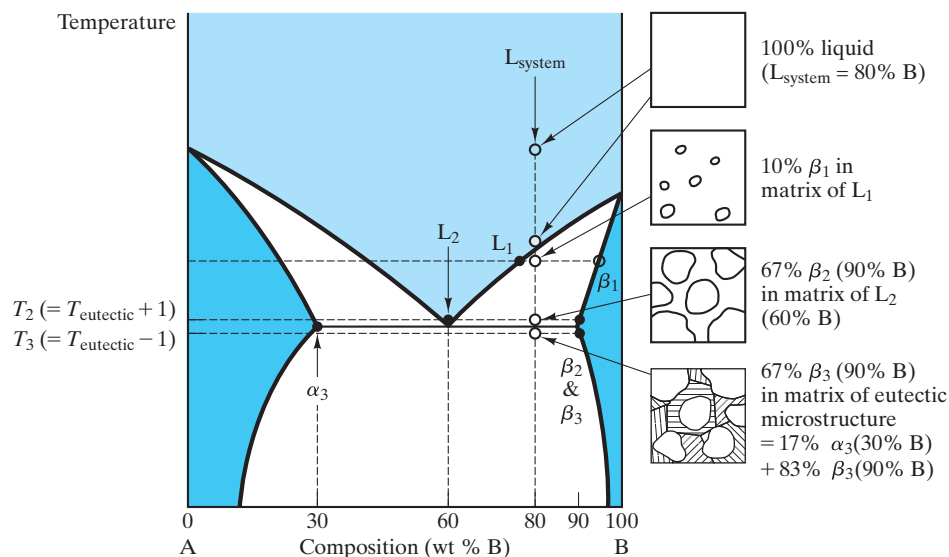 Temperature
L_system
100% liquid
(L_system = 80% B)
10% β₁ in
matrix of L₁
L₂
L₁
β₁
67% β₂ (90% B)
in matrix of L₂
(60% B)
T₂ (= T_eutectic + 1)
T₃ (= T_eutectic − 1)
α₃
β₂
&
β₃
67% β₃ (90% B)
in matrix of eutectic
microstructure
= 17% α₃(30% B)
+ 83% β₃(90% B)
0 30 60 80 90 100
A Composition (wt % B) B